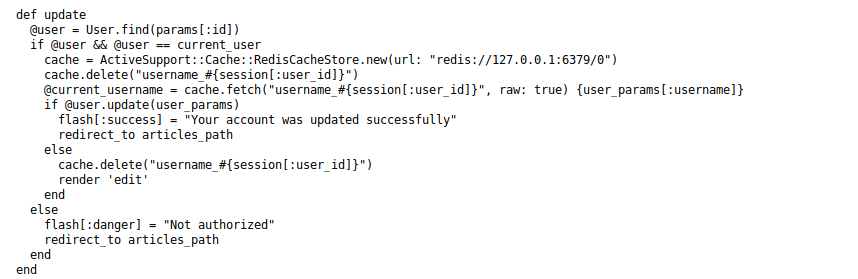 def update
  @user = User.find(params[:id])
  if @user && @user == current_user
    cache = ActiveSupport::Cache::RedisCacheStore.new(url: "redis://127.0.0.1:6379/0")
    cache.delete("username_#{session[:user_id]}")
    @current_username = cache.fetch("username_#{session[:user_id]}", raw: true) {user_params[:username]}
    if @user.update(user_params)
      flash[:success] = "Your account was updated successfully"
      redirect_to articles_path
    else
      cache.delete("username_#{session[:user_id]}")
      render 'edit'
    end
  else
    flash[:danger] = "Not authorized"
    redirect_to articles_path
  end
end